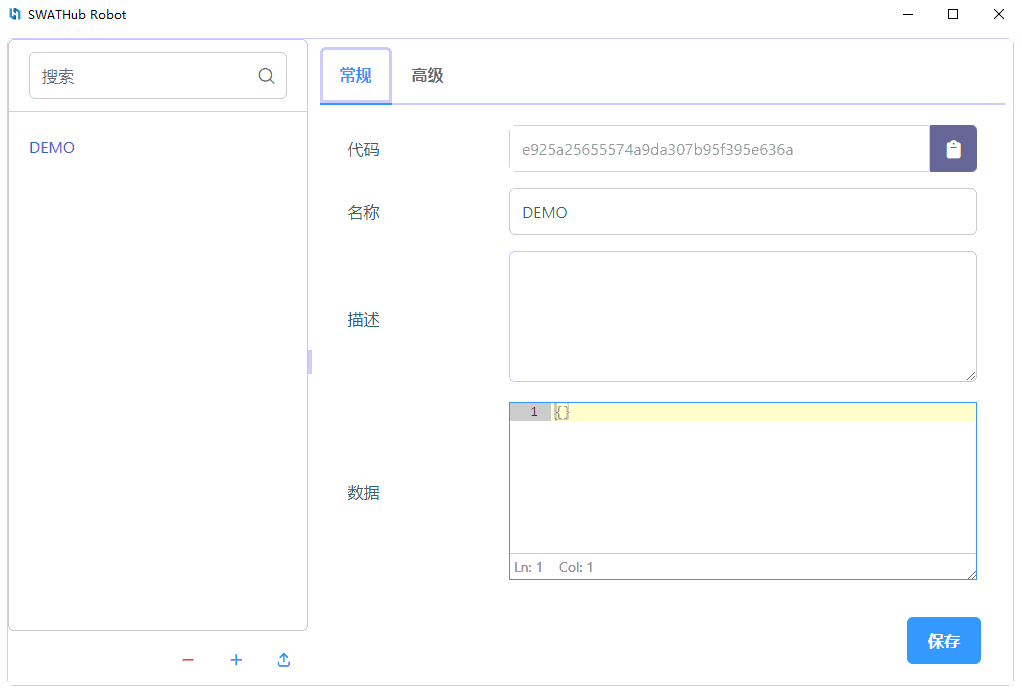 SWATHub Robot
搜索
DEMO
常规
高级
代码
e925a25655574a9da307b95f395e636a
名称
DEMO
描述
数据
1
{}
Ln: 1 Col: 1
保存